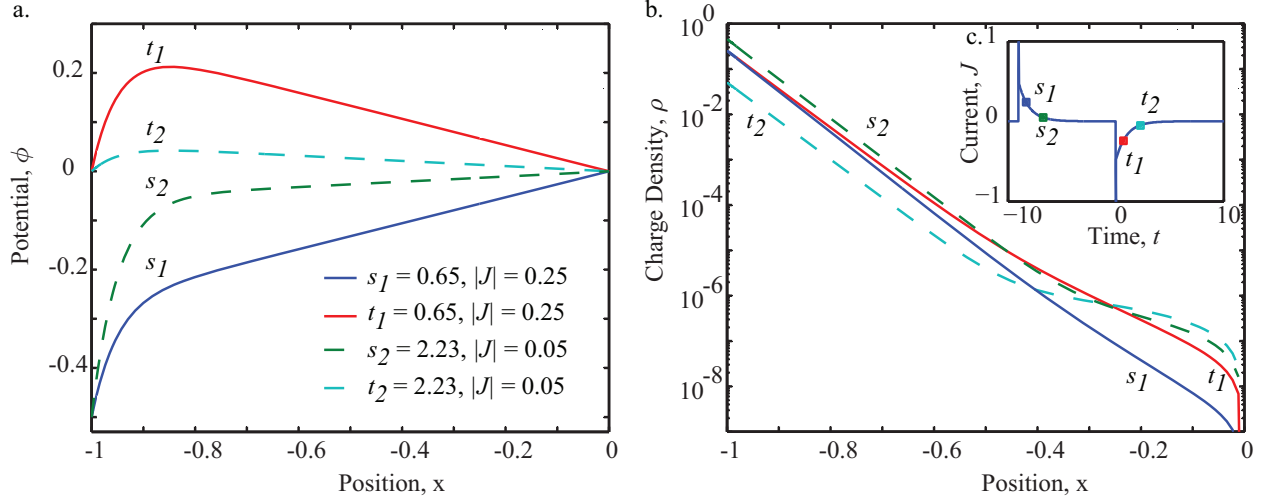 a.
0.2
0
-0.2
-0.4
Potential, ϕ
t1
t2
s2
s1
s1 = 0.65, |J| = 0.25
t1 = 0.65, |J| = 0.25
s2 = 2.23, |J| = 0.05
t2 = 2.23, |J| = 0.05
-1 -0.8 -0.6 -0.4 -0.2 0
Position, x
b.
10^0
10^-2
10^-4
10^-6
10^-8
Charge Density, ρ
t2
s2
s1
t1
-1 -0.8 -0.6 -0.4 -0.2 0
Position, x
c.
1
0
−1
Current, J
s1
s2
t1
t2
−10 0 10
Time, t